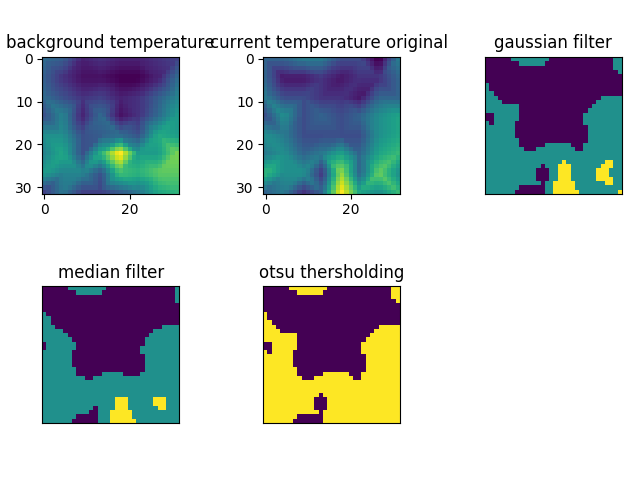 background temperature
current temperature original
gaussian filter
0
10
20
30
0
20
0
10
20
30
0
20
median filter
otsu thersholding